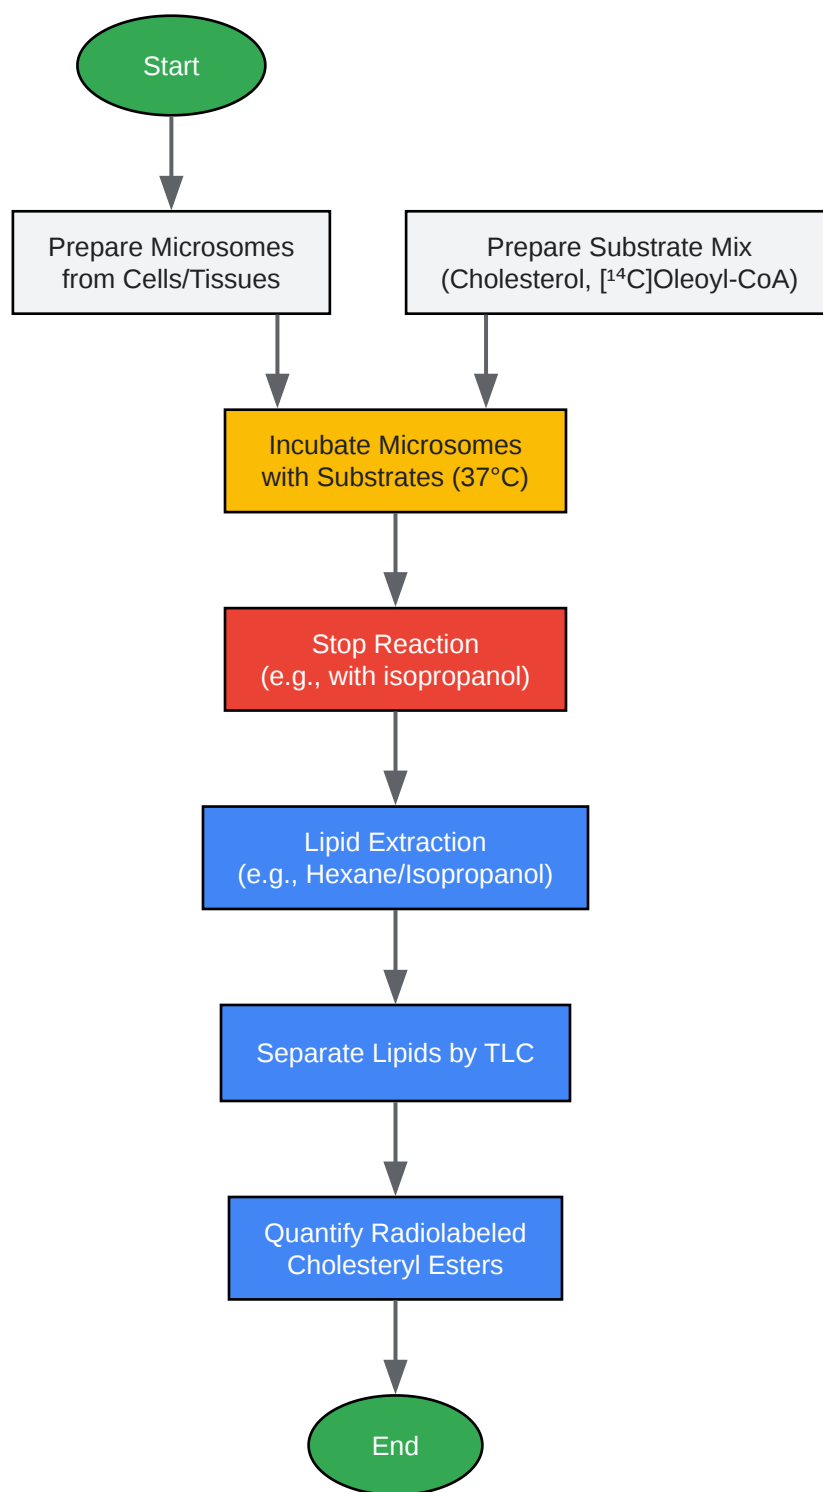 Start
Prepare Microsomes
from Cells/Tissues
Prepare Substrate Mix
(Cholesterol, [¹⁴C]Oleoyl-CoA)
Incubate Microsomes
with Substrates (37°C)
Stop Reaction
(e.g., with isopropanol)
Lipid Extraction
(e.g., Hexane/Isopropanol)
Separate Lipids by TLC
Quantify Radiolabeled
Cholesteryl Esters
End